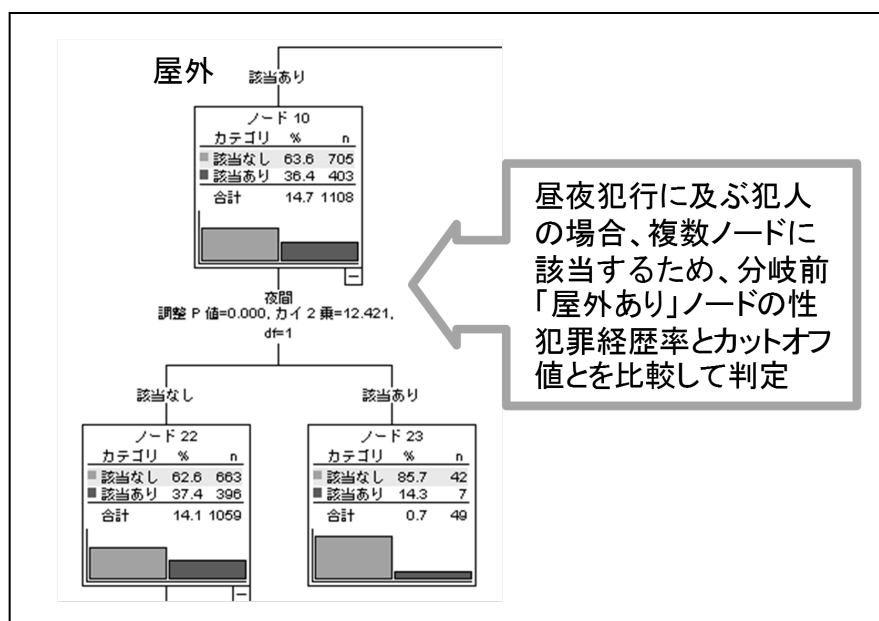 屋外
該当あり
ノード 10
カテゴリ % n
該当なし 63.6 705
該当あり 36.4 403
合計 14.7 1108
夜間
調整 P 値=0.000, カイ 2 乗=12.421,
df=1
該当なし 該当あり
ノード 22
カテゴリ % n
該当なし 62.6 663
該当あり 37.4 396
合計 14.1 1059
ノード 23
カテゴリ % n
該当なし 85.7 42
該当あり 14.3 7
合計 0.7 49
昼夜犯行に及ぶ犯人
の場合、複数ノードに
該当するため、分岐前
「屋外あり」ノードの性
犯罪経歴率とカットオフ
値とを比較して判定